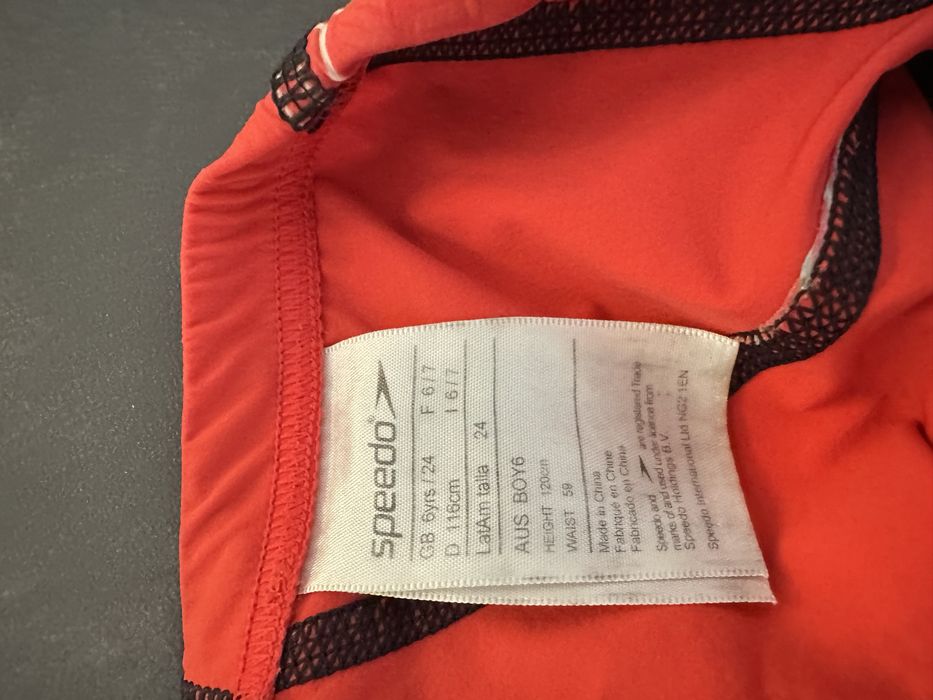 speedo
GB 6yrs / 24 F 6 / 7
D 116cm I 6 / 7
LatAm talla 24
AUS BOY6
HEIGHT 120cm
WAIST 59
Made in China
Fabriqué en Chine
Fabricado en China
Speedo and are registered Trade
marks of and used under licence from
Speedo Holdings B.V.
Speedo International Ltd NG2 1EN